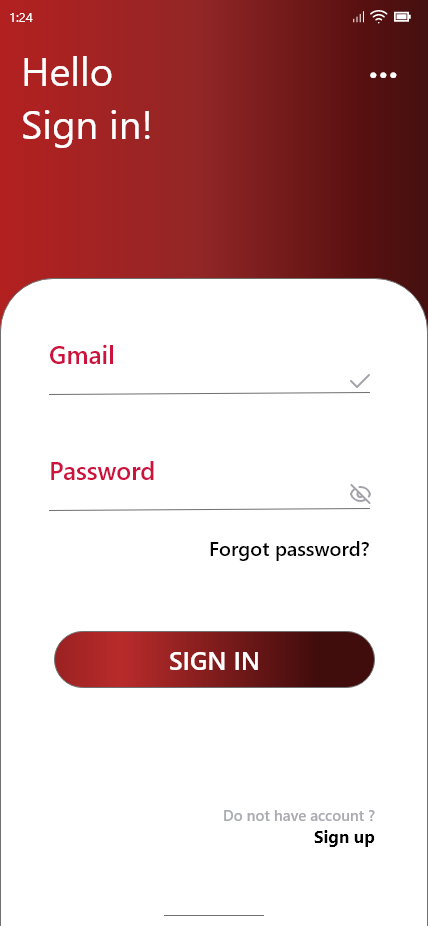 1:24
Hello
Sign in!
Gmail
Password
Forgot password?
SIGN IN
Do not have account ?
Sign up